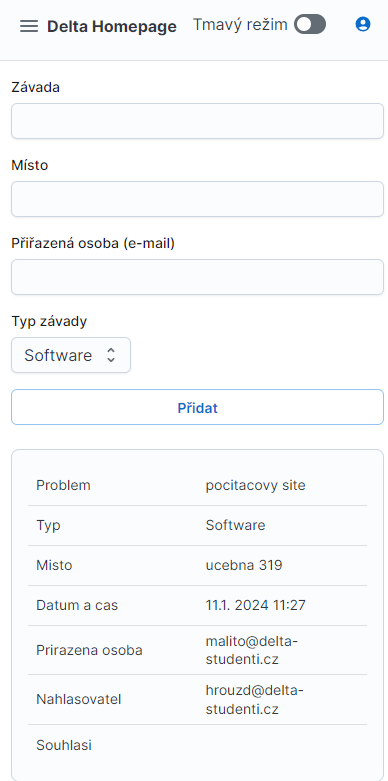 Delta Homepage Tmavý režim
Závada
Místo
Přiřazená osoba (e-mail)
Typ závady
Software
Přidat
Problem pocitacovy site
Typ Software
Misto ucebna 319
Datum a cas 11.1. 2024 11:27
Prirazena osoba malito@delta-
studenti.cz
Nahlasovatel hrouzd@delta-
studenti.cz
Souhlasi